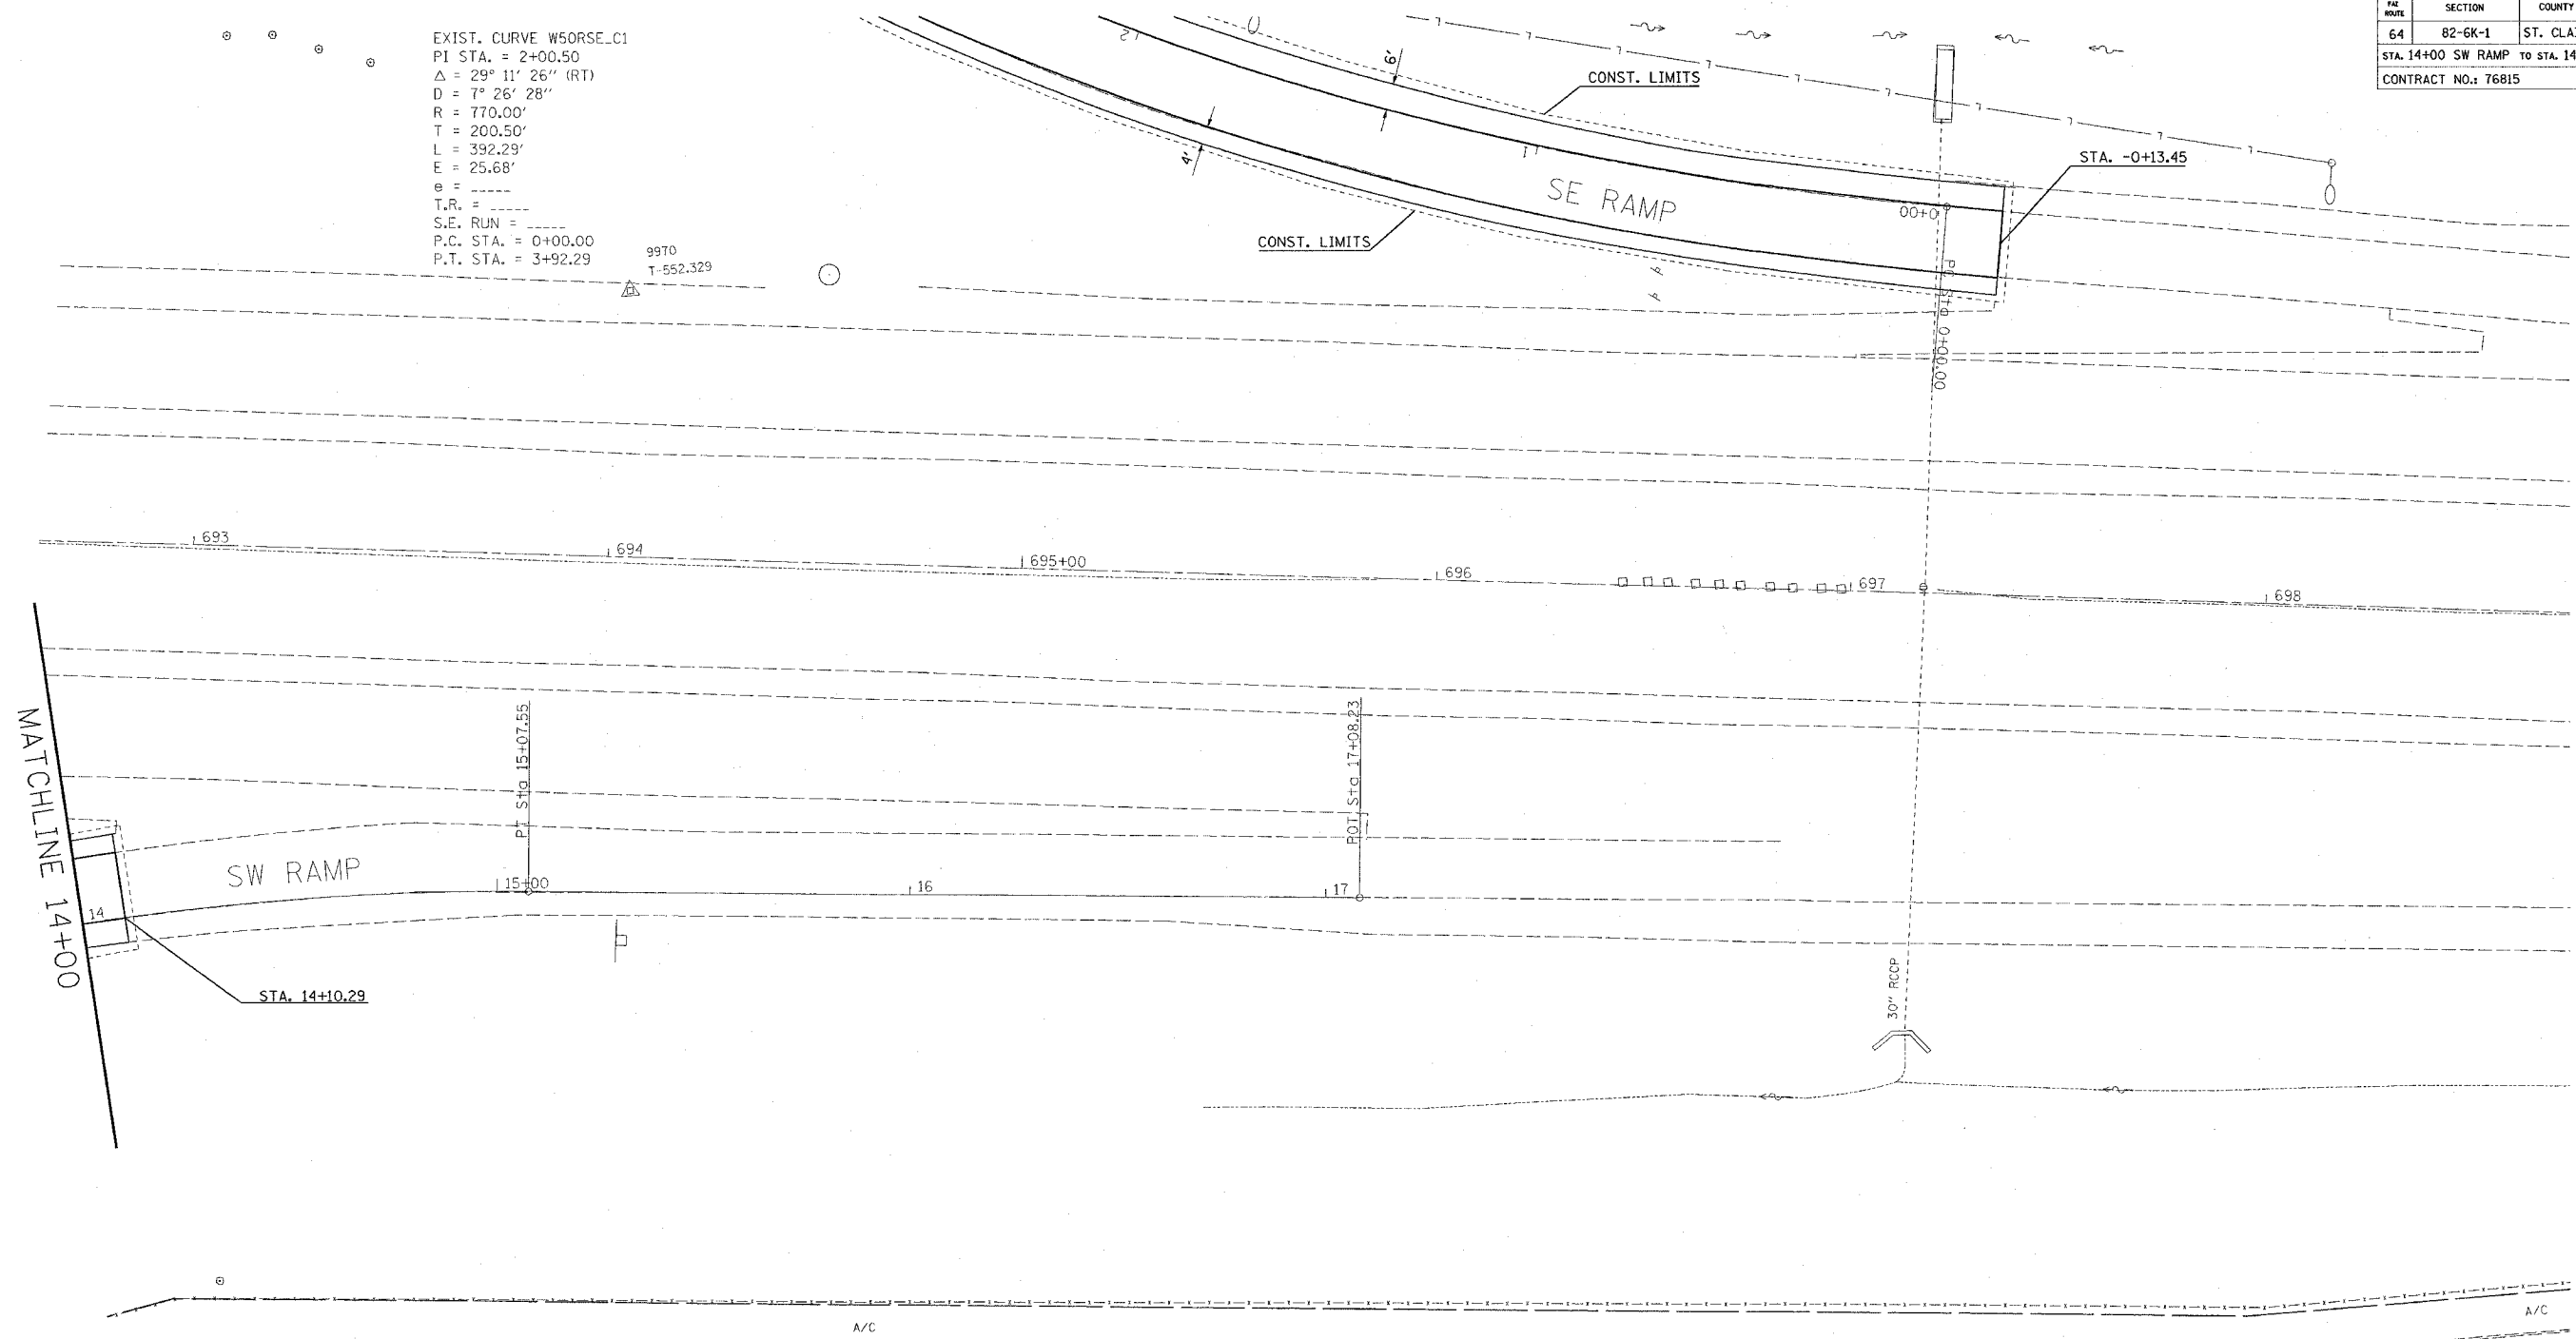 EXIST. CURVE W50RSE_C1
PI STA. = 2+00.50
Δ = 29° 11' 26" (RT)
D = 7° 26' 28"
R = 770.00'
T = 200.50'
L = 392.29'
E = 25.68'
e = _____
T.R. = _____
S.E. RUN = _____
P.C. STA. = 0+00.00
P.T. STA. = 3+92.29
9970
T-552.329
ROUTE SECTION COUNTY
64 82-6K-1 ST. CLAI
STA. 14+00 SW RAMP TO STA. 14
CONTRACT NO.: 76815
2
6'
CONST. LIMITS
4'
1
SE RAMP
STA. -0+13.45
0+00
CONST. LIMITS
PC Sta 0+00.00
693
694
695+00
696
697
698
MATCHLINE 14+00
PT Sta 15+07.55
POT Sta 17+08.23
SW RAMP
14
15+00
16
17
STA. 14+10.29
30" RCCP
A/C
A/C